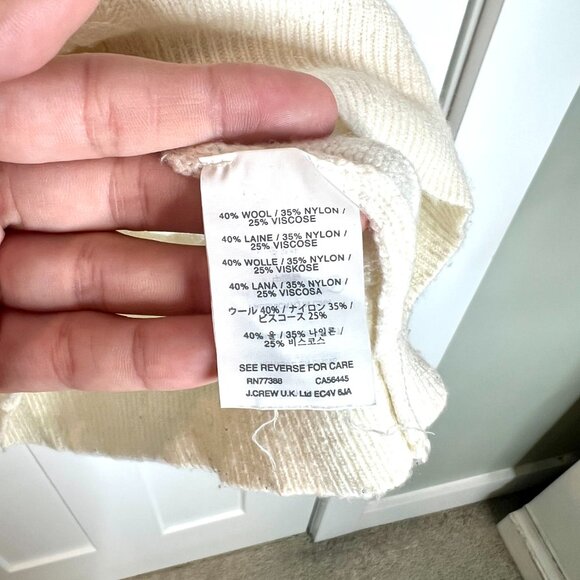 40% WOOL / 35% NYLON /
25% VISCOSE
40% LAINE / 35% NYLON /
25% VISCOSE
40% WOLLE / 35% NYLON /
25% VISKOSE
40% LANA / 35% NYLON /
25% VISCOSA
ウール 40% / ナイロン 35% /
ビスコース 25%
40% 울 / 35% 나일론 /
25% 비스코스
SEE REVERSE FOR CARE
RN77388 CA56445
J.CREW U.K. Ltd EC4V 6JA